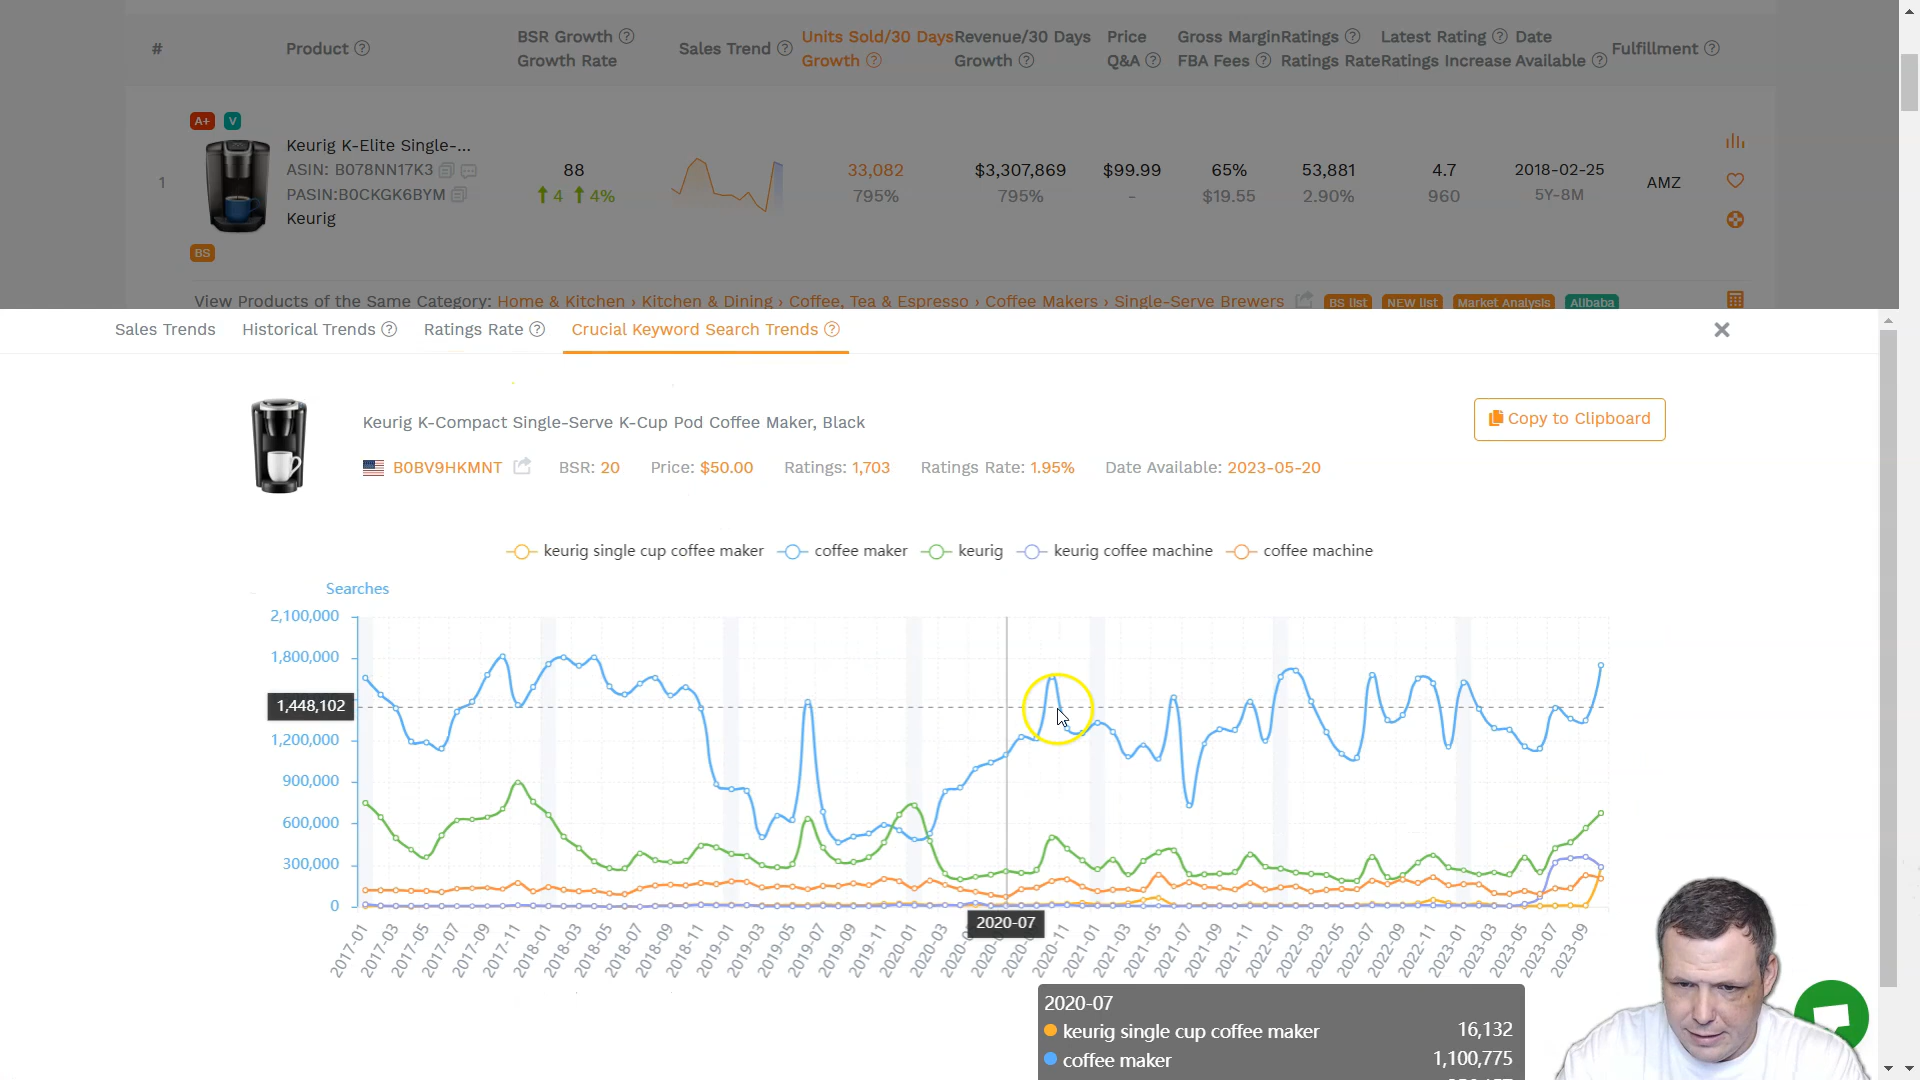 # Product BSR Growth Sales Trend Units Sold/30 Days Revenue/30 Days Price Gross Margin Ratings Latest Rating Date Fulfillment
Growth Rate Growth Growth Q&A FBA Fees Ratings Rate Ratings Increase Available
A+ V
Keurig K-Elite Single-...
1 ASIN: B078NN17K3 88 33,082 $3,307,869 $99.99 65% 53,881 4.7 2018-02-25 AMZ
PASIN:B0CKGK6BYM 4 4% 795% 795% - $19.55 2.90% 960 5Y-8M
Keurig
BS
View Products of the Same Category: Home & Kitchen › Kitchen & Dining › Coffee, Tea & Espresso › Coffee Makers › Single-Serve Brewers BS list NEW list Market Analysis Alibaba
Sales Trends Historical Trends Ratings Rate Crucial Keyword Search Trends
Keurig K-Compact Single-Serve K-Cup Pod Coffee Maker, Black
Copy to Clipboard
B0BV9HKMNT BSR: 20 Price: $50.00 Ratings: 1,703 Ratings Rate: 1.95% Date Available: 2023-05-20
keurig single cup coffee maker coffee maker keurig keurig coffee machine coffee machine
Searches
2,100,000
1,800,000
1,448,102
1,200,000
900,000
600,000
300,000
0
2017-01 2017-03 2017-05 2017-07 2017-09 2017-11 2018-01 2018-03 2018-05 2018-07 2018-09 2018-11 2019-01 2019-03 2019-05 2019-07 2019-09 2019-11 2020-01 2020-03 2020-07 2020-11 2021-01 2021-03 2021-05 2021-07 2021-09 2021-11 2022-01 2022-03 2022-05 2022-07 2022-09 2022-11 2023-01 2023-03 2023-05 2023-07 2023-09
2020-07
keurig single cup coffee maker 16,132
coffee maker 1,100,775